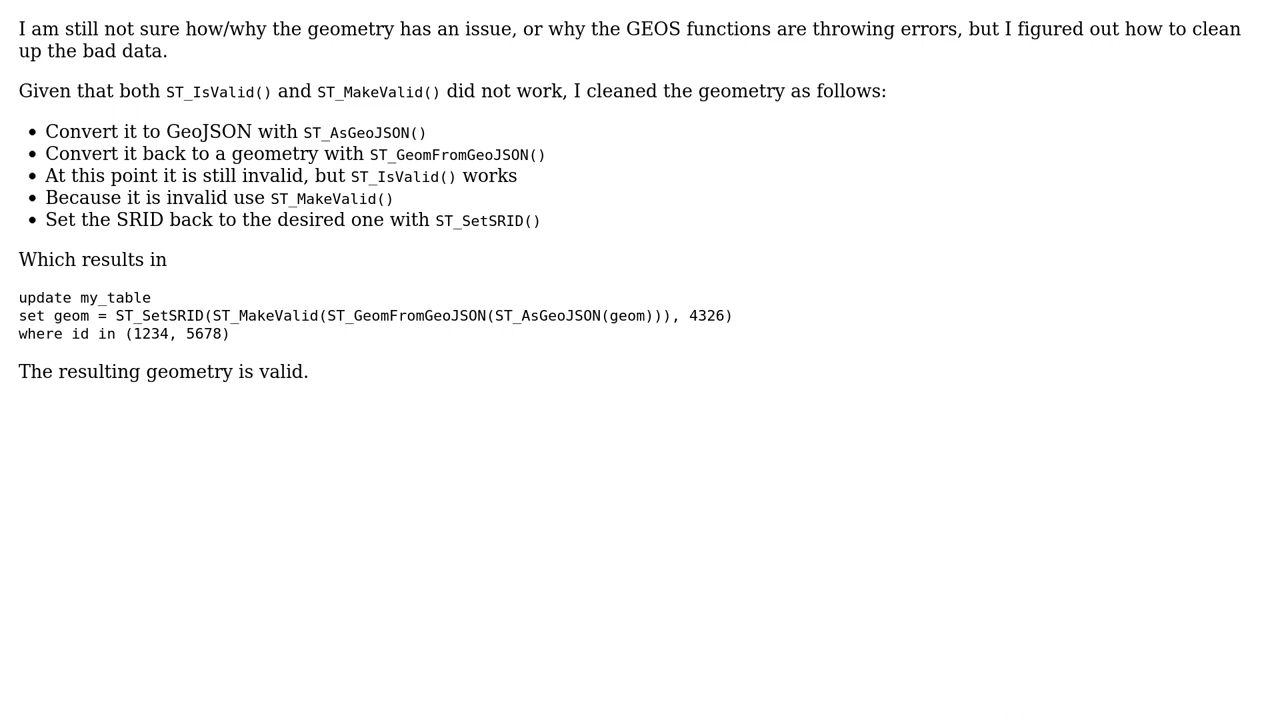 I am still not sure how/why the geometry has an issue, or why the GEOS functions are throwing errors, but I figured out how to clean
up the bad data.
Given that both ST_IsValid() and ST_MakeValid() did not work, I cleaned the geometry as follows:
• Convert it to GeoJSON with ST_AsGeoJSON()
• Convert it back to a geometry with ST_GeomFromGeoJSON()
• At this point it is still invalid, but ST_IsValid() works
• Because it is invalid use ST_MakeValid()
• Set the SRID back to the desired one with ST_SetSRID()
Which results in
update my_table
set geom = ST_SetSRID(ST_MakeValid(ST_GeomFromGeoJSON(ST_AsGeoJSON(geom))), 4326)
where id in (1234, 5678)
The resulting geometry is valid.